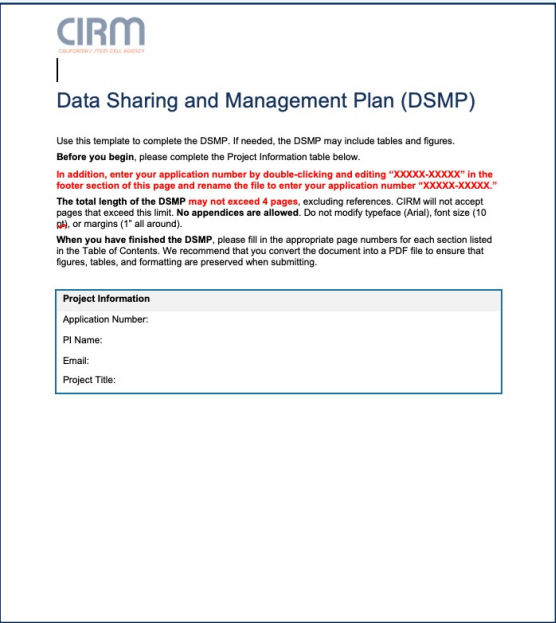 CIRM
CALIFORNIA'S STEM CELL AGENCY
Data Sharing and Management Plan (DSMP)
Use this template to complete the DSMP. If needed, the DSMP may include tables and figures.
Before you begin, please complete the Project Information table below.
In addition, enter your application number by double-clicking and editing “XXXXX-XXXXX” in the
footer section of this page and rename the file to enter your application number “XXXXX-XXXXX.”
The total length of the DSMP may not exceed 4 pages, excluding references. CIRM will not accept
pages that exceed this limit. No appendices are allowed. Do not modify typeface (Arial), font size (10
pt), or margins (1” all around).
When you have finished the DSMP, please fill in the appropriate page numbers for each section listed
in the Table of Contents. We recommend that you convert the document into a PDF file to ensure that
figures, tables, and formatting are preserved when submitting.
Project Information
Application Number:
PI Name:
Email:
Project Title: